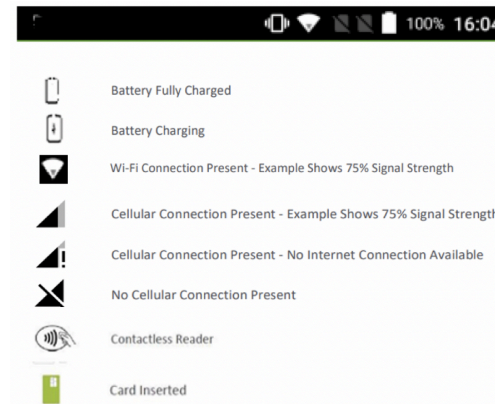 100% 16:04
Battery Fully Charged
Battery Charging
Wi-Fi Connection Present - Example Shows 75% Signal Strength
Cellular Connection Present - Example Shows 75% Signal Strength
Cellular Connection Present - No Internet Connection Available
No Cellular Connection Present
Contactless Reader
Card Inserted